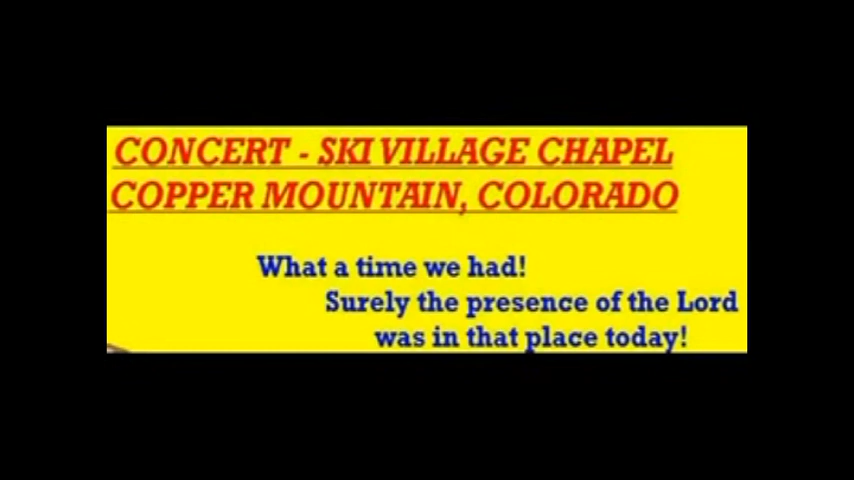 CONCERT - SKI VILLAGE CHAPEL
COPPER MOUNTAIN, COLORADO
What a time we had!
Surely the presence of the Lord
was in that place today!